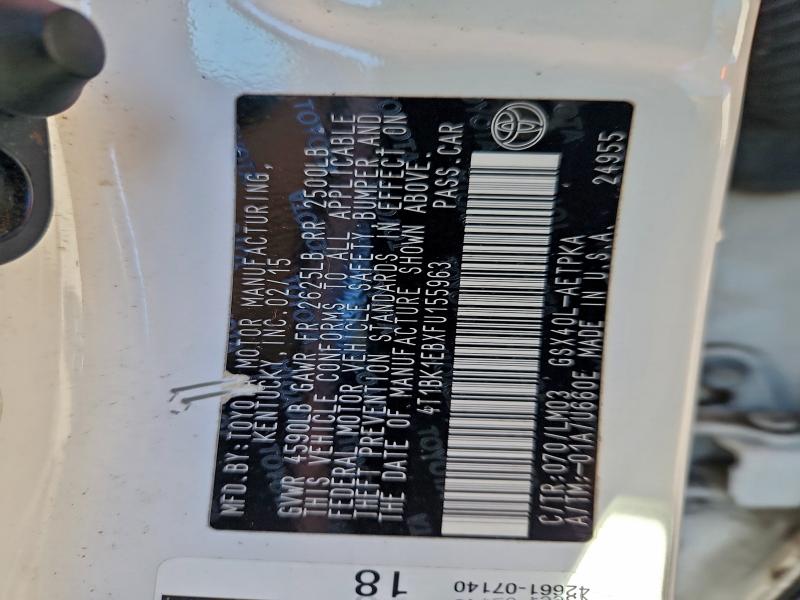 MFD.BY: TOYOTA MOTOR MANUFACTURING,
KENTUCKY, INC. 02/15
GVWR 4590LB GAWR FR 2625LB RR 2500LB
THIS VEHICLE CONFORMS TO ALL APPLICABLE
FEDERAL MOTOR VEHICLE SAFETY, BUMPER, AND
THEFT PREVENTION STANDARDS IN EFFECT ON
THE DATE OF MANUFACTURE SHOWN ABOVE.
4T1BK1EBXFU155963 PASS.CAR
C/TR:070/LM03 GSX40L-AETPKA
A/TM:-01A/U660E MADE IN U.S.A. 24955
18
42661-07140